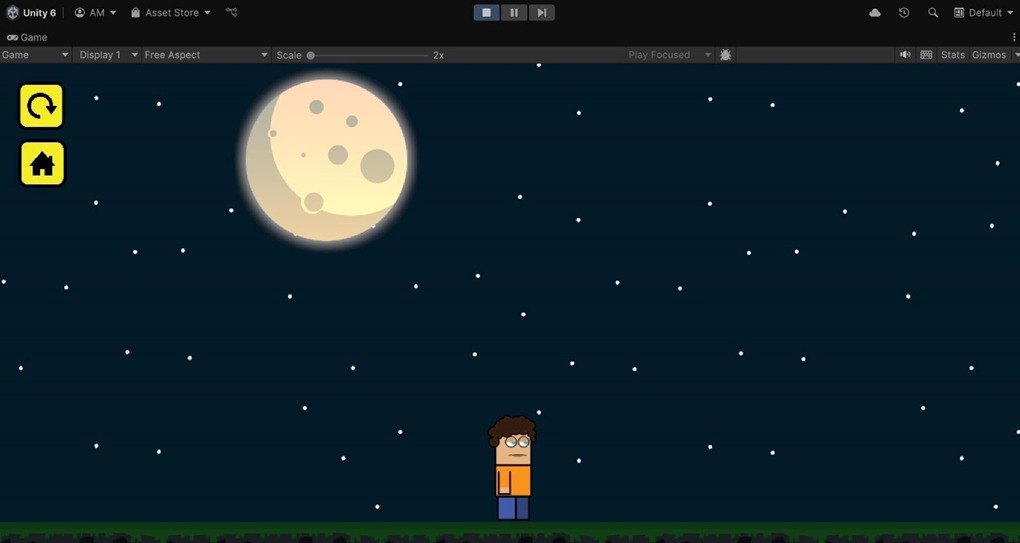 Unity 6 AM Asset Store Default
Game
Game Display 1 Free Aspect Scale 2x Play Focused Stats Gizmos